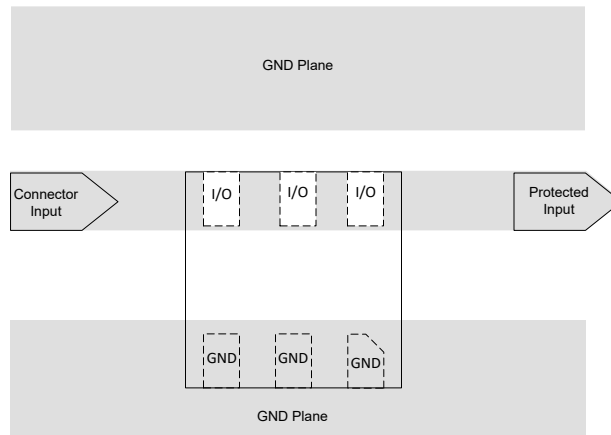 GND Plane
I/O
I/O
I/O
Connector
Input
Protected
Input
GND
GND
GND
GND Plane